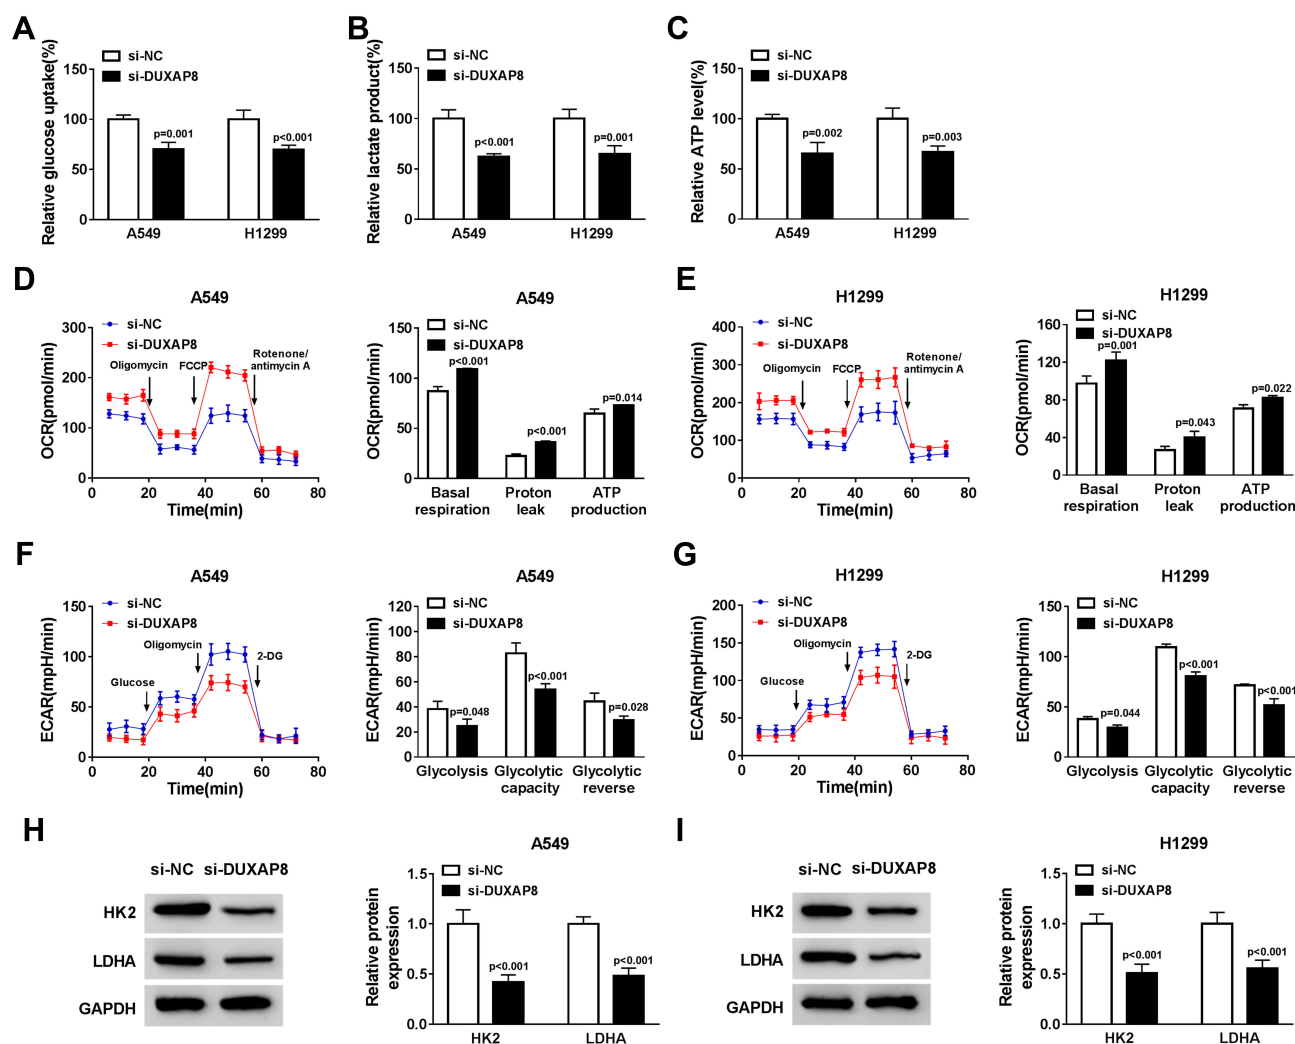 A
Relative glucose uptake(%)
si-NC
si-DUXAP8
150
100
50
0
p=0.001
p<0.001
A549
H1299
B
Relative lactate product(%)
si-NC
si-DUXAP8
150
100
50
0
p<0.001
p=0.001
A549
H1299
C
Relative ATP level(%)
si-NC
si-DUXAP8
150
100
50
0
p=0.002
p=0.003
A549
H1299
D
A549
OCR(pmol/min)
si-NC
si-DUXAP8
300
200
100
0
Oligomycin
FCCP
Rotenone/
antimycin A
0 20 40 60 80
Time(min)
A549
OCR(pmol/min)
si-NC
si-DUXAP8
150
100
50
0
p<0.001
p<0.001
p=0.014
Basal
respiration
Proton
leak
ATP
production
E
H1299
OCR(pmol/min)
si-NC
si-DUXAP8
400
300
200
100
0
Oligomycin
FCCP
Rotenone/
antimycin A
0 20 40 60 80
Time(min)
H1299
OCR(pmol/min)
si-NC
si-DUXAP8
160
120
80
40
0
p=0.001
p=0.043
p=0.022
Basal
respiration
Proton
leak
ATP
production
F
A549
ECAR(mpH/min)
si-NC
si-DUXAP8
150
100
50
0
Glucose
Oligomycin
2-DG
0 20 40 60 80
Time(min)
A549
ECAR(mpH/min)
si-NC
si-DUXAP8
120
100
80
60
40
20
0
p=0.048
p<0.001
p=0.028
Glycolysis
Glycolytic
capacity
Glycolytic
reverse
G
H1299
ECAR(mpH/min)
si-NC
si-DUXAP8
200
150
100
50
0
Glucose
Oligomycin
2-DG
0 20 40 60 80
Time(min)
H1299
ECAR(mpH/min)
si-NC
si-DUXAP8
150
100
50
0
p=0.044
p<0.001
p<0.001
Glycolysis
Glycolytic
capacity
Glycolytic
reverse
H
si-NC si-DUXAP8
HK2
LDHA
GAPDH
A549
Relative protein
expression
si-NC
si-DUXAP8
1.5
1.0
0.5
0.0
p<0.001
p<0.001
HK2
LDHA
I
si-NC si-DUXAP8
HK2
LDHA
GAPDH
H1299
Relative protein
expression
si-NC
si-DUXAP8
1.5
1.0
0.5
0.0
p<0.001
p<0.001
HK2
LDHA